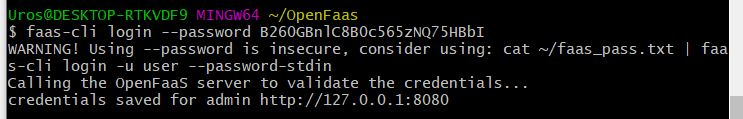 Uros@DESKTOP-RTKVDF9 MINGW64 ~/OpenFaas
$ faas-cli login --password B260GBnlC8B0c565zNQ75HBbI
WARNING! Using --password is insecure, consider using: cat ~/faas_pass.txt | faa
s-cli login -u user --password-stdin
Calling the OpenFaaS server to validate the credentials...
credentials saved for admin http://127.0.0.1:8080